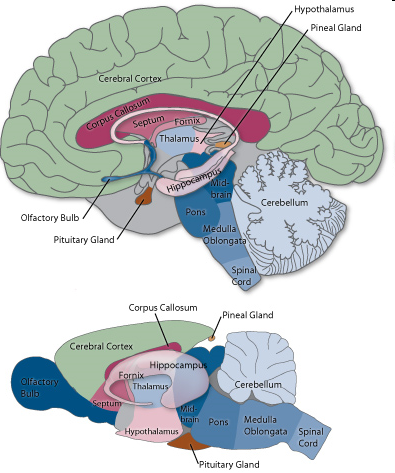 Hypothalamus
Pineal Gland
Cerebral Cortex
Corpus Callosum
Septum
Fornix
Thalamus
Hippocampus
Mid-
brain
Olfactory Bulb
Pituitary Gland
Pons
Cerebellum
Medulla
Oblongata
Spinal
Cord
Corpus Callosum
Pineal Gland
Cerebral Cortex
Hippocampus
Fornix
Olfactory
Bulb
Thalamus
Cerebellum
Septum
Mid-
brain
Hypothalamus
Pons
Medulla
Oblongata
Spinal
Cord
Pituitary Gland